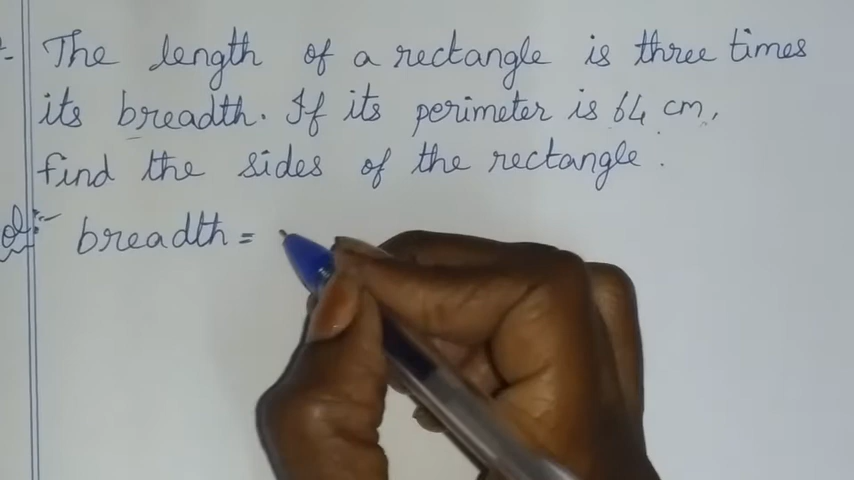 The length of a rectangle is three times
its breadth. If its perimeter is 64 cm,
find the sides of the rectangle.
breadth =